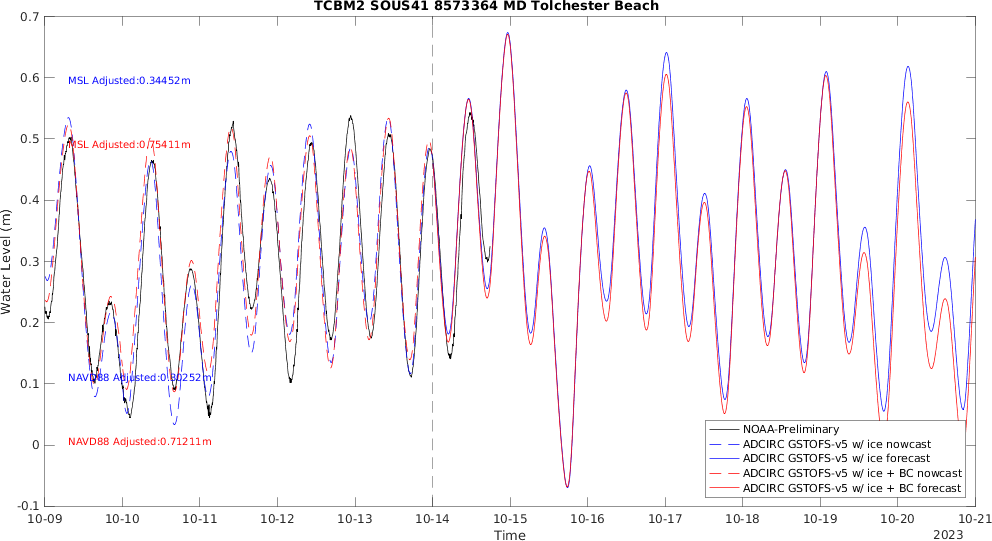 TCBM2 SOUS41 8573364 MD Tolchester Beach
0.7
0.6
0.5
0.4
0.3
0.2
0.1
0
-0.1
Water Level (m)
MSL Adjusted:0.34452m
MSL Adjusted:0.75411m
NAVD88 Adjusted:0.30252m
NAVD88 Adjusted:0.71211m
NOAA-Preliminary
ADCIRC GSTOFS-v5 w/ ice nowcast
ADCIRC GSTOFS-v5 w/ ice forecast
ADCIRC GSTOFS-v5 w/ ice + BC nowcast
ADCIRC GSTOFS-v5 w/ ice + BC forecast
10-09 10-10 10-11 10-12 10-13 10-14 10-15 10-16 10-17 10-18 10-19 10-20 10-21
Time
2023